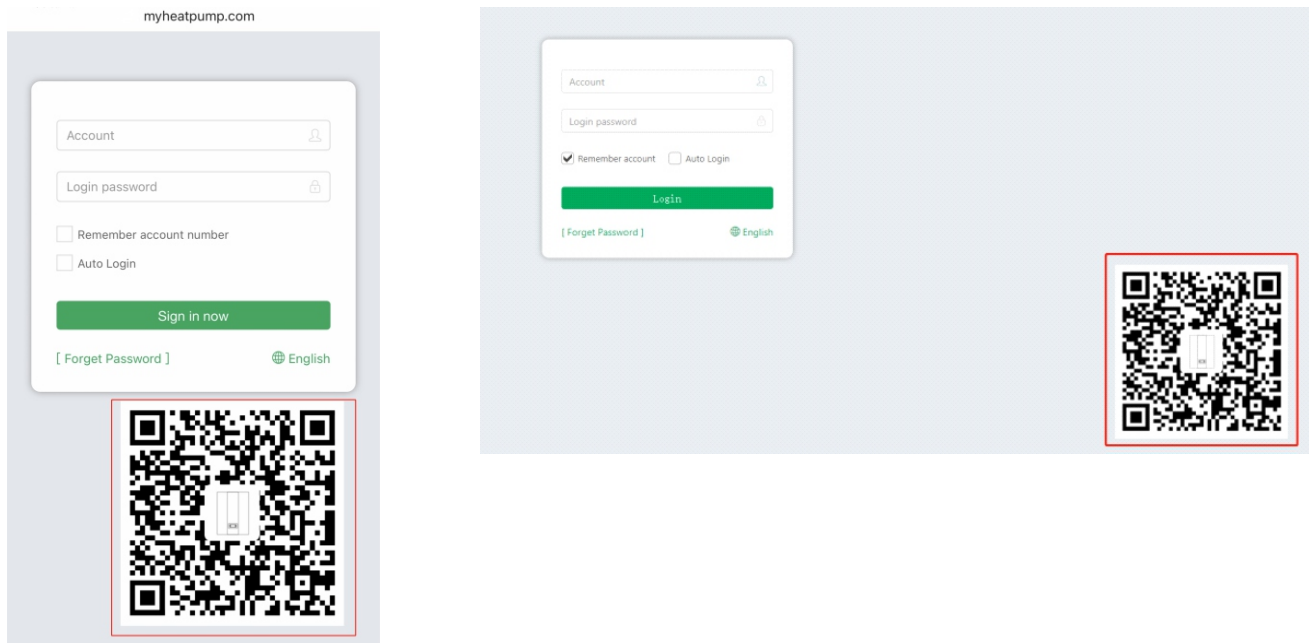 myheatpump.com
Account
Login password
Remember account number
Auto Login
Sign in now
[ Forget Password ] English
Account
Login password
Remember account Auto Login
Login
[ Forget Password ] English